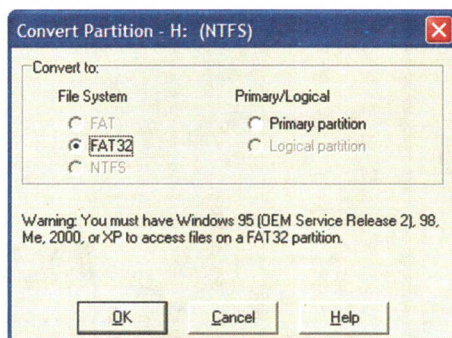 Convert Partition - H: (NTFS)
Convert to:
File System
Primary/Logical
FAT
Primary partition
FAT32
Logical partition
NTFS
Warning: You must have Windows 95 (OEM Service Release 2), 98,
Me, 2000, or XP to access files on a FAT32 partition.
OK
Cancel
Help